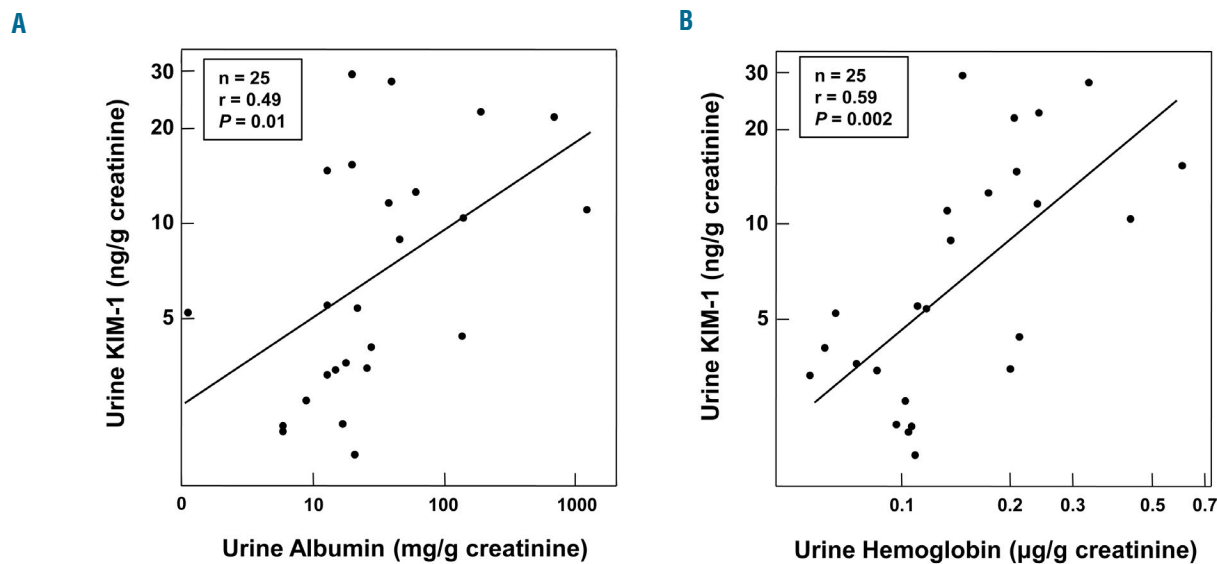 A
n = 25
r = 0.49
P = 0.01
30
20
10
5
Urine KIM-1 (ng/g creatinine)
0
10
100
1000
Urine Albumin (mg/g creatinine)
B
n = 25
r = 0.59
P = 0.002
30
20
10
5
Urine KIM-1 (ng/g creatinine)
0.1
0.2
0.3
0.5
0.7
Urine Hemoglobin (µg/g creatinine)